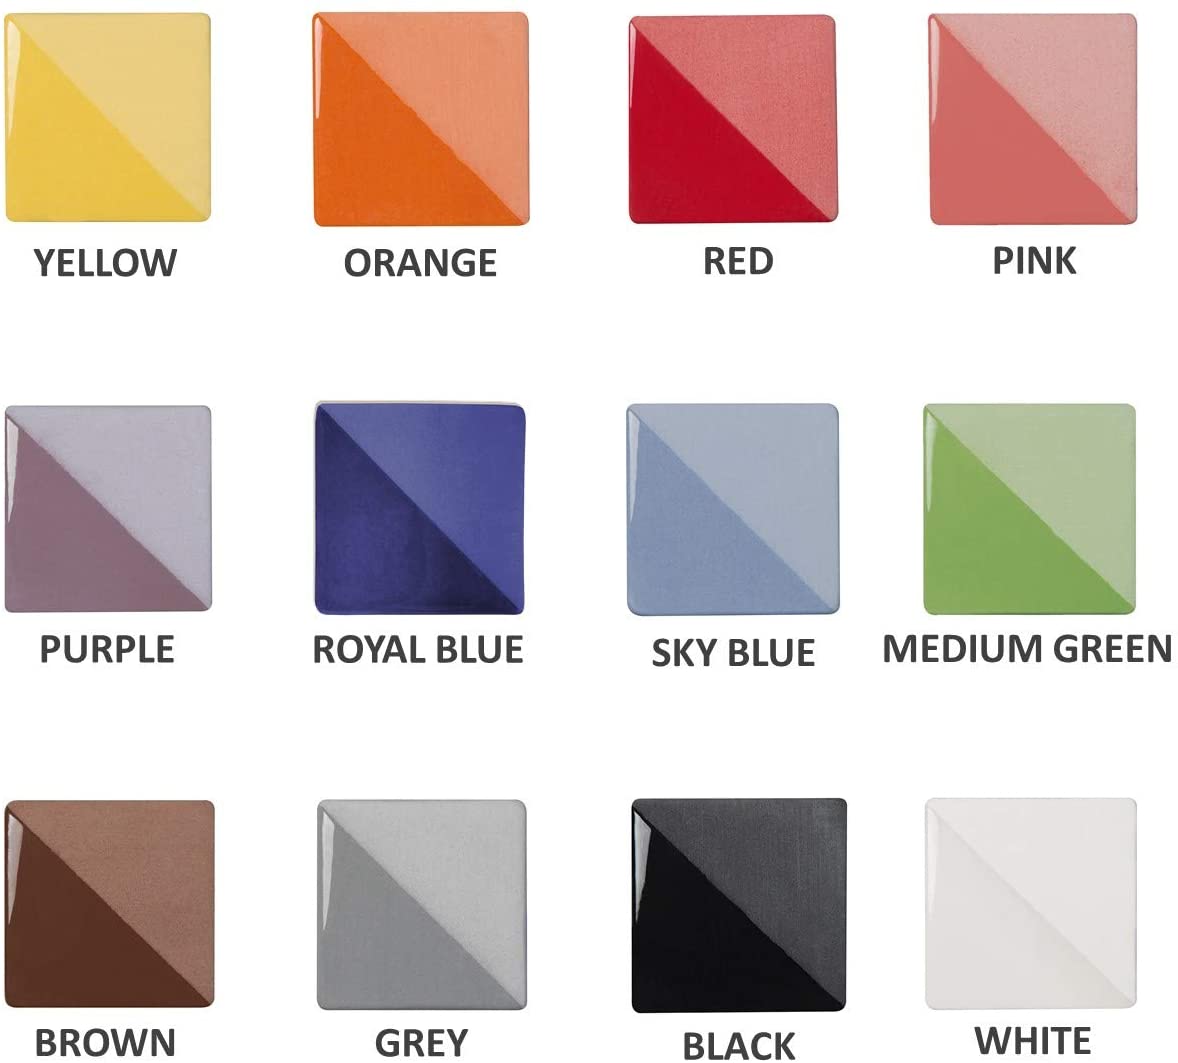 YELLOW
ORANGE
RED
PINK
PURPLE
ROYAL BLUE
SKY BLUE
MEDIUM GREEN
BROWN
GREY
BLACK
WHITE